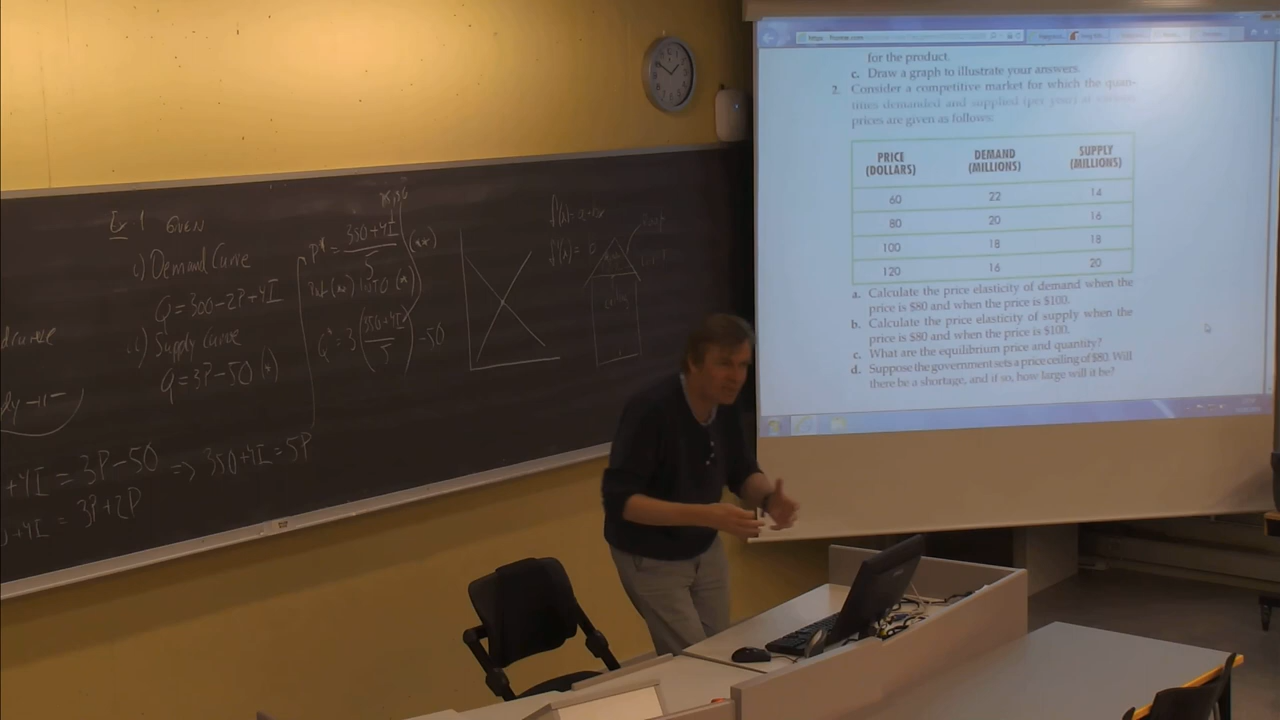 Ex 1 GIVEN
i) Demand Curve
Q = 300 - 2P + 4I
ii) Supply Curve
Q = 3P - 50 (*)
+ 4I = 3P - 50 => 350 + 4I = 5P
+ 4I = 3P + 2P
P* = 350 + 4I / 5 (**)
Put (**) into (*)
q* = 3 (350 + 4I / 5) - 50
for the product.
c. Draw a graph to illustrate your answers.
2. Consider a competitive market for which the quan-
tities demanded and supplied (per year) at various
prices are given as follows:
PRICE (DOLLARS) DEMAND (MILLIONS) SUPPLY (MILLIONS)
60 22 14
80 20 16
100 18 18
120 16 20
a. Calculate the price elasticity of demand when the
price is $80 and when the price is $100.
b. Calculate the price elasticity of supply when the
price is $80 and when the price is $100.
c. What are the equilibrium price and quantity?
d. Suppose the government sets a price ceiling of $80. Will
there be a shortage, and if so, how large will it be?